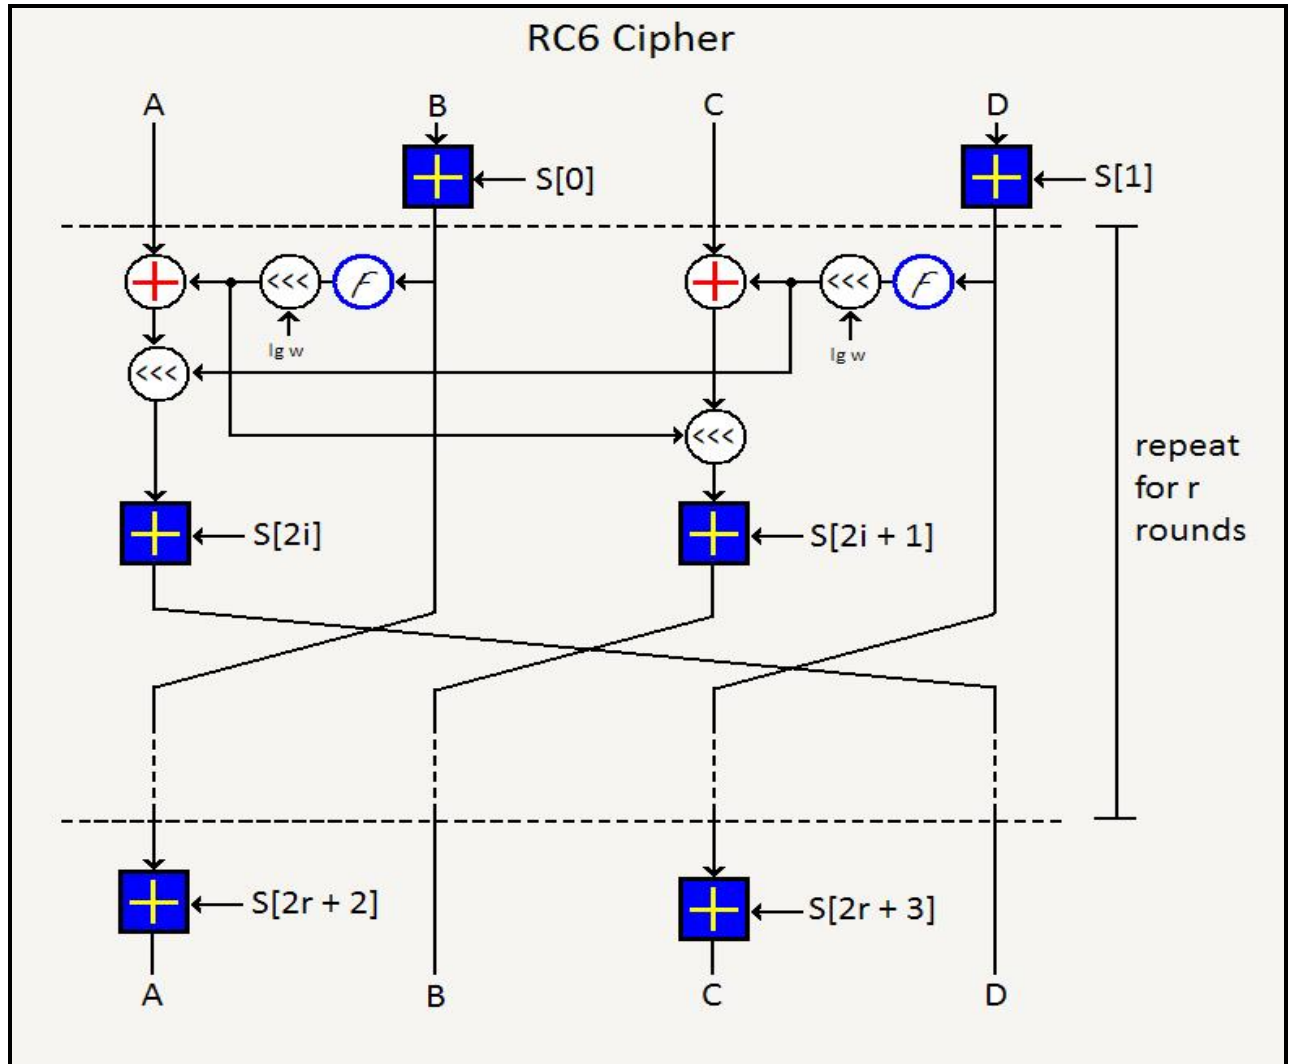 RC6 Cipher
A B C D
S[0] S[1]
<<< F <<< F
lg w lg w
<<<
<<<
repeat
for r
rounds
S[2i] S[2i + 1]
S[2r + 2] S[2r + 3]
A B C D